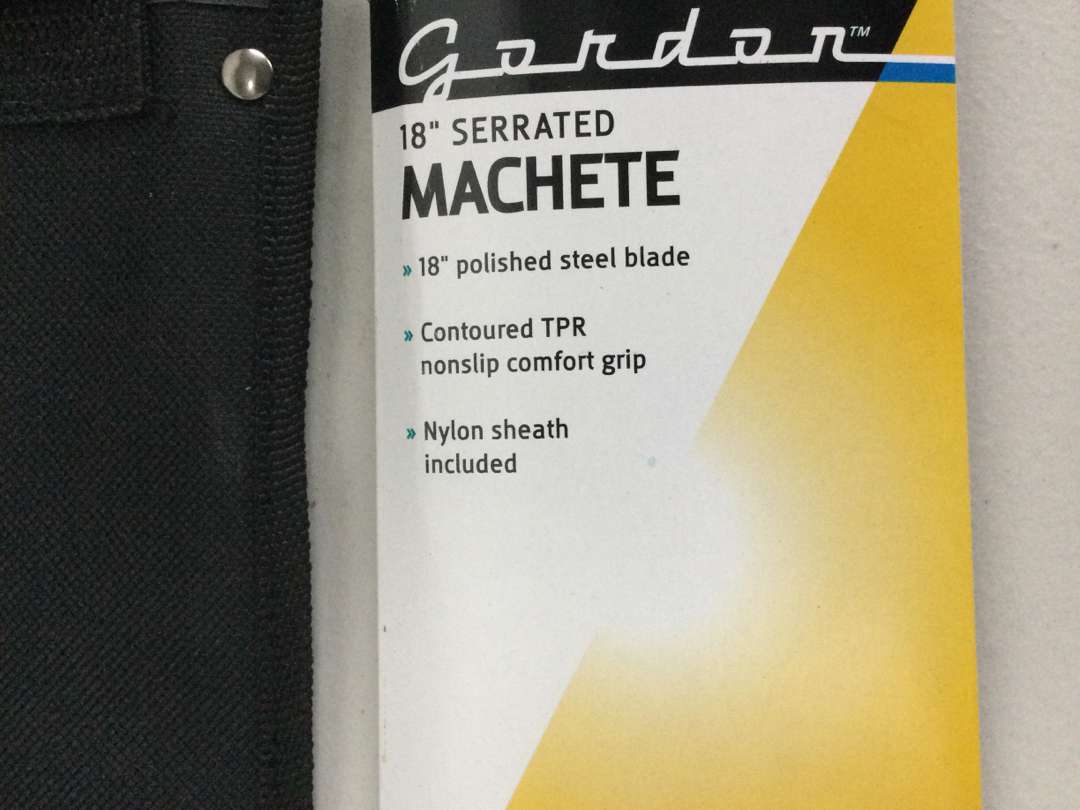 Gordon™
18" SERRATED
MACHETE
» 18" polished steel blade
» Contoured TPR
nonslip comfort grip
» Nylon sheath
included